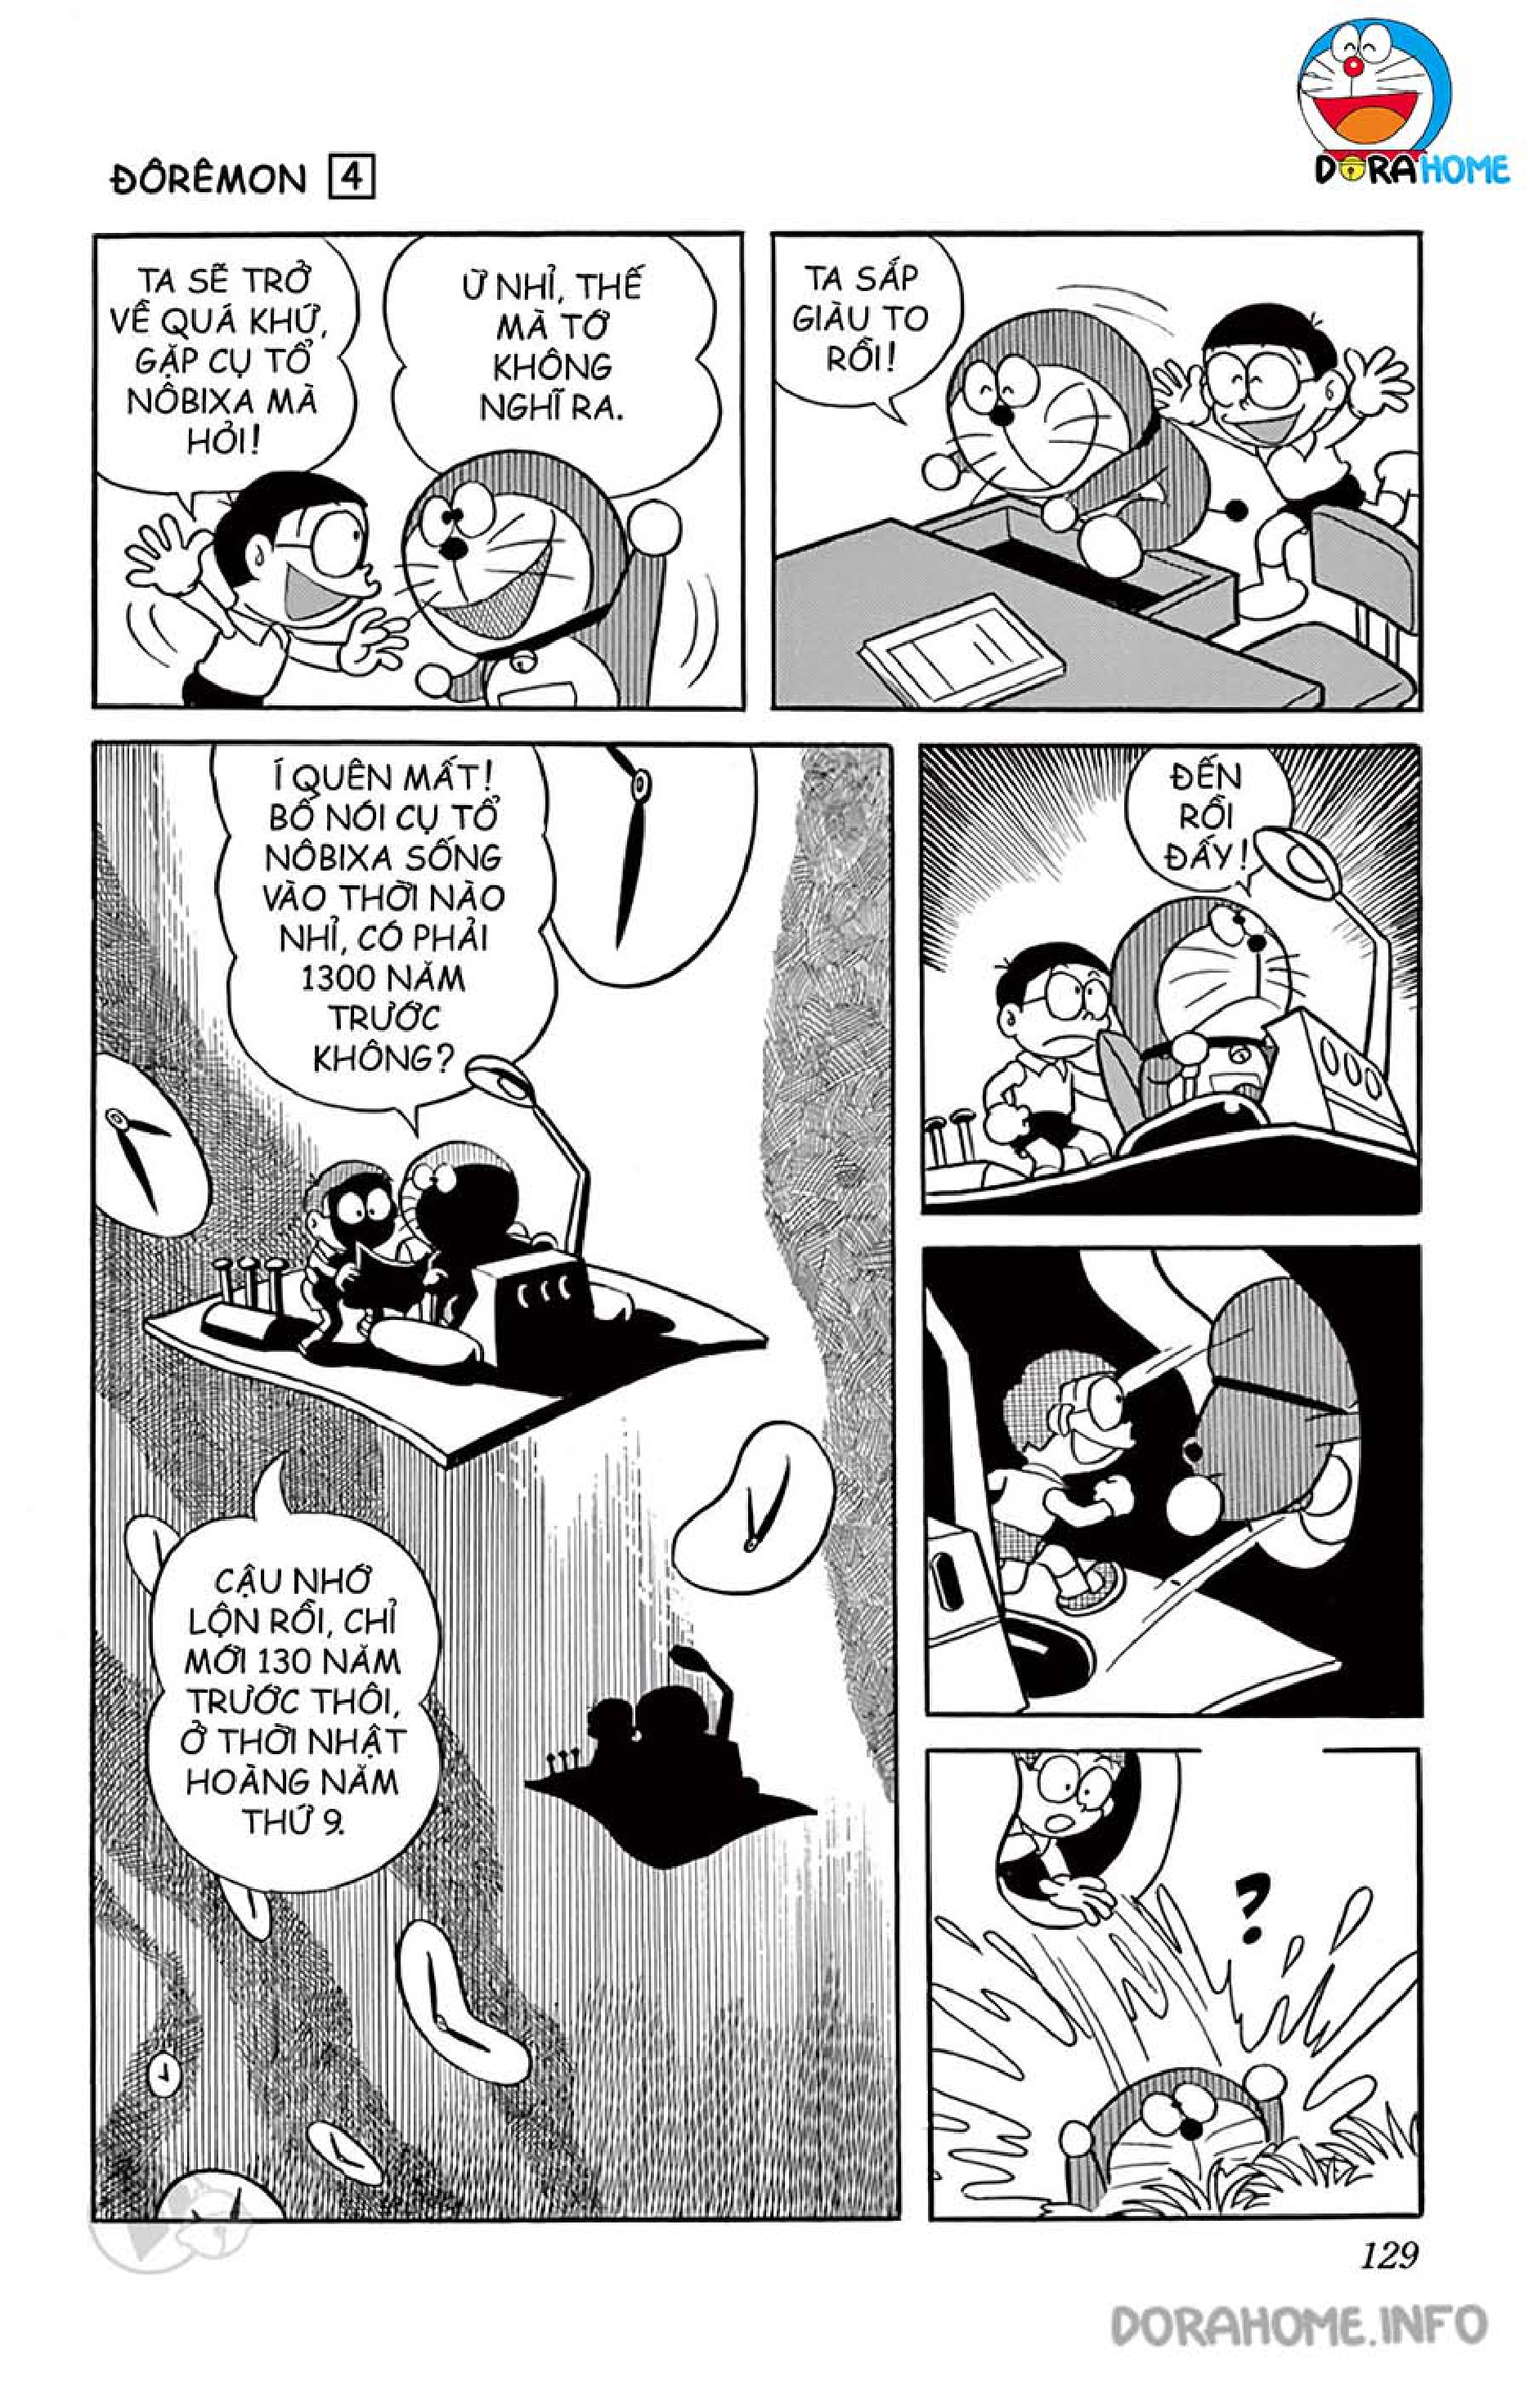 DORAHOME
ĐÔRÊMON 4
TA SẼ TRỞ
VỀ QUÁ KHỨ,
GẶP CỤ TỔ
NÔBIXA MÀ
HỎI!
Ừ NHỈ, THẾ
MÀ TỚ
KHÔNG
NGHĨ RA.
TA SẮP
GIÀU TO
RỒI!
Í QUÊN MẤT!
BỐ NÓI CỤ TỔ
NÔBIXA SỐNG
VÀO THỜI NÀO
NHỈ, CÓ PHẢI
1300 NĂM
TRƯỚC
KHÔNG?
CẬU NHỚ
LỘN RỒI, CHỈ
MỚI 130 NĂM
TRƯỚC THÔI,
Ở THỜI NHẬT
HOÀNG NĂM
THỨ 9.
ĐẾN
RỒI
ĐẤY!
?
129
DORAHOME.INFO